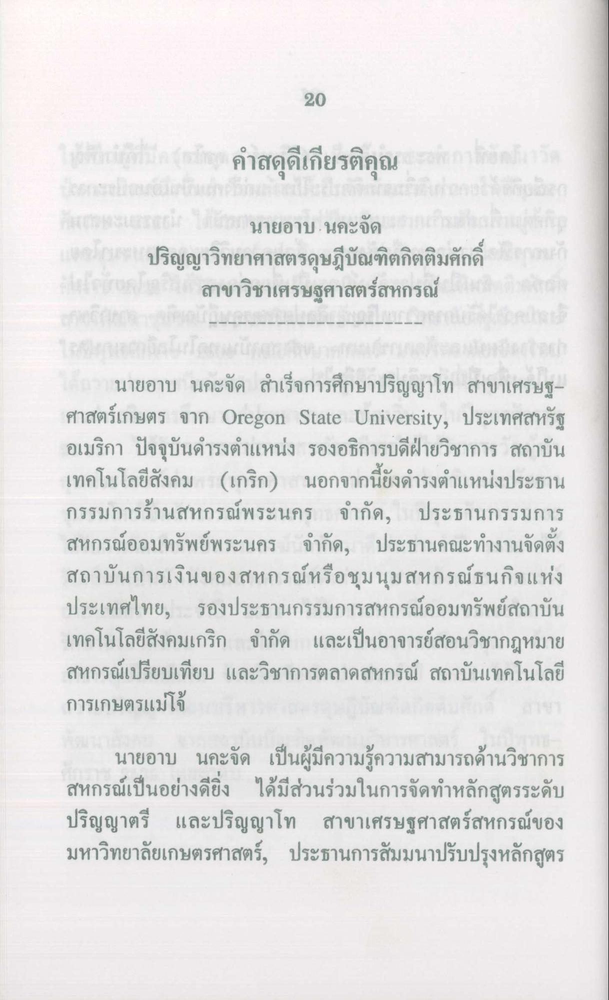 20
คำสดุดีเกียรติคุณ
นายอาบ นคะจัด
ปริญญาวิทยาศาสตรดุษฎีบัณฑิตกิตติมศักดิ์
สาขาวิชาเศรษฐศาสตร์สหกรณ์
------------------------
นายอาบ นคะจัด สำเร็จการศึกษาปริญญาโท สาขาเศรษฐ-
ศาสตร์เกษตร จาก Oregon State University, ประเทศสหรัฐ
อเมริกา ปัจจุบันดำรงตำแหน่ง รองอธิการบดีฝ่ายวิชาการ สถาบัน
เทคโนโลยีสังคม (เกริก) นอกจากนี้ยังดำรงตำแหน่งประธาน
กรรมการร้านสหกรณ์พระนคร จำกัด, ประธานกรรมการ
สหกรณ์ออมทรัพย์พระนคร จำกัด, ประธานคณะทำงานจัดตั้ง
สถาบันการเงินของสหกรณ์หรือชุมนุมสหกรณ์ธนกิจแห่ง
ประเทศไทย, รองประธานกรรมการสหกรณ์ออมทรัพย์สถาบัน
เทคโนโลยีสังคมเกริก จำกัด และเป็นอาจารย์สอนวิชากฎหมาย
สหกรณ์เปรียบเทียบ และวิชาการตลาดสหกรณ์ สถาบันเทคโนโลยี
การเกษตรแม่โจ้
นายอาบ นคะจัด เป็นผู้มีความรู้ความสามารถด้านวิชาการ
สหกรณ์เป็นอย่างดียิ่ง ได้มีส่วนร่วมในการจัดทำหลักสูตรระดับ
ปริญญาตรี และปริญญาโท สาขาเศรษฐศาสตร์สหกรณ์ของ
มหาวิทยาลัยเกษตรศาสตร์, ประธานการสัมมนาปรับปรุงหลักสูตร